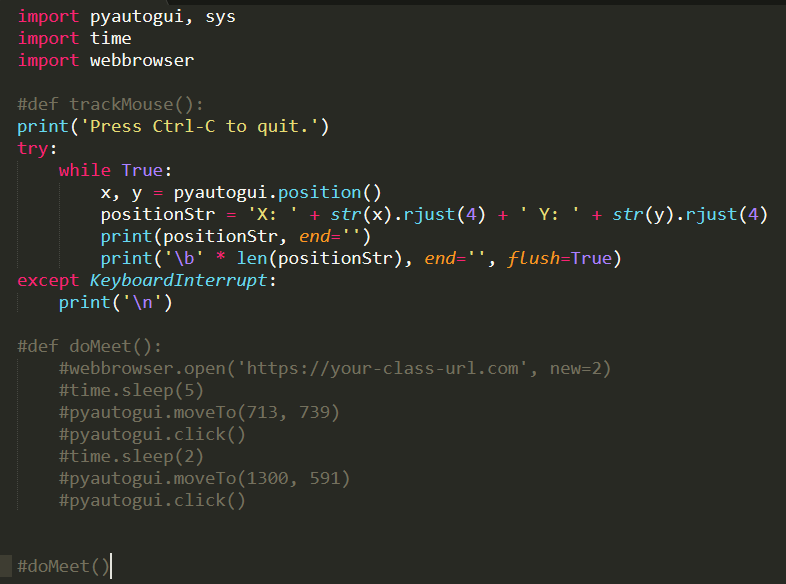 import pyautogui, sys
import time
import webbrowser
#def trackMouse():
print('Press Ctrl-C to quit.')
try:
    while True:
        x, y = pyautogui.position()
        positionStr = 'X: ' + str(x).rjust(4) + ' Y: ' + str(y).rjust(4)
        print(positionStr, end='')
        print('\b' * len(positionStr), end='', flush=True)
except KeyboardInterrupt:
    print('\n')
#def doMeet():
    #webbrowser.open('https://your-class-url.com', new=2)
    #time.sleep(5)
    #pyautogui.moveTo(713, 739)
    #pyautogui.click()
    #time.sleep(2)
    #pyautogui.moveTo(1300, 591)
    #pyautogui.click()
#doMeet()